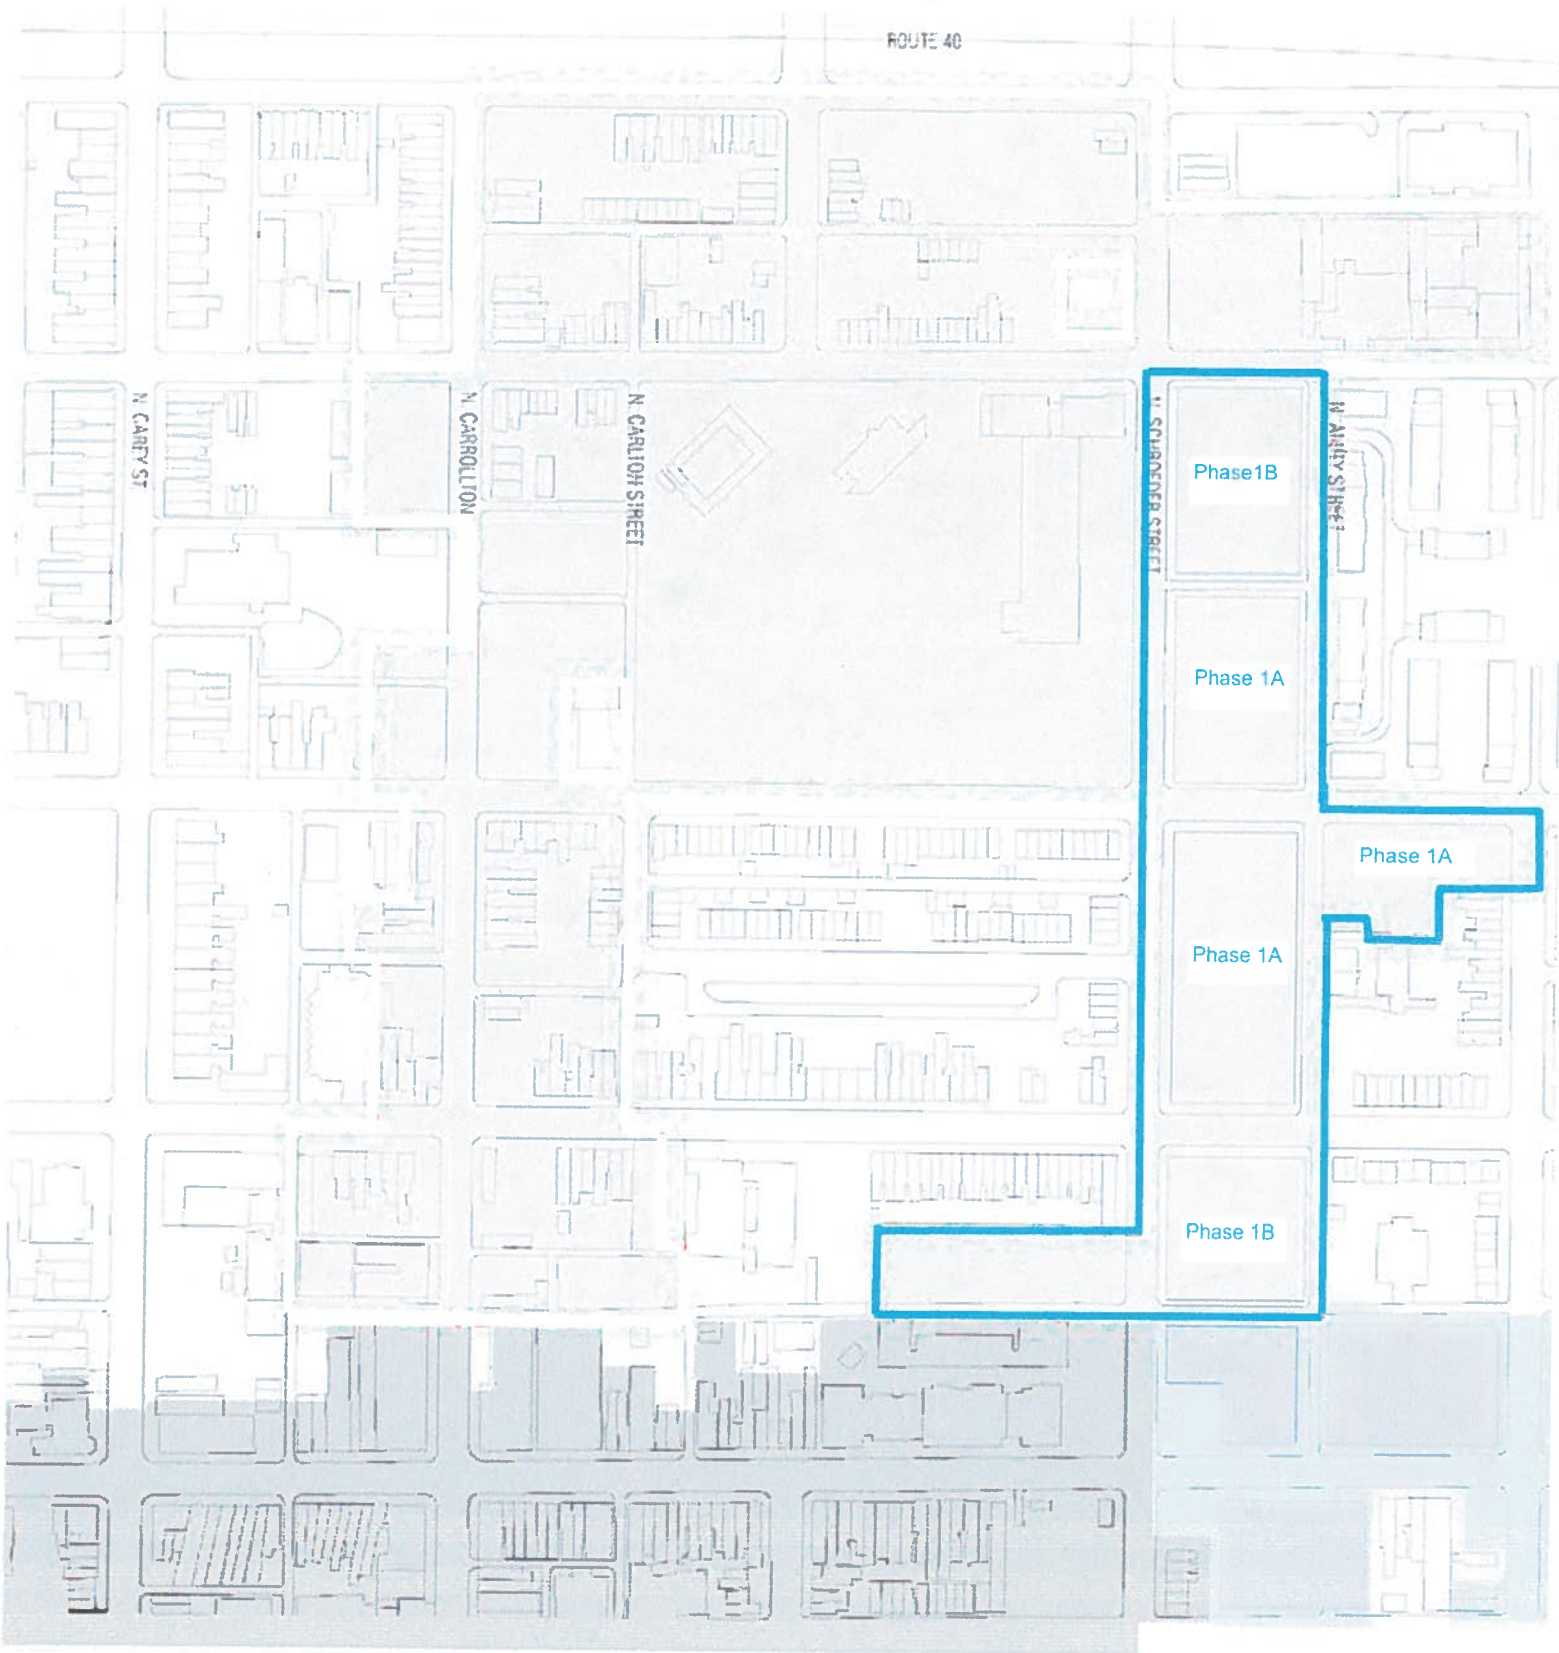 ROUTE 40
N. CAREY ST
N. CARROLLTON
N. CARLTON STREET
N. SCHROEDER STREET
N. AMITY STREET
Phase1B
Phase 1A
Phase 1A
Phase 1A
Phase 1B